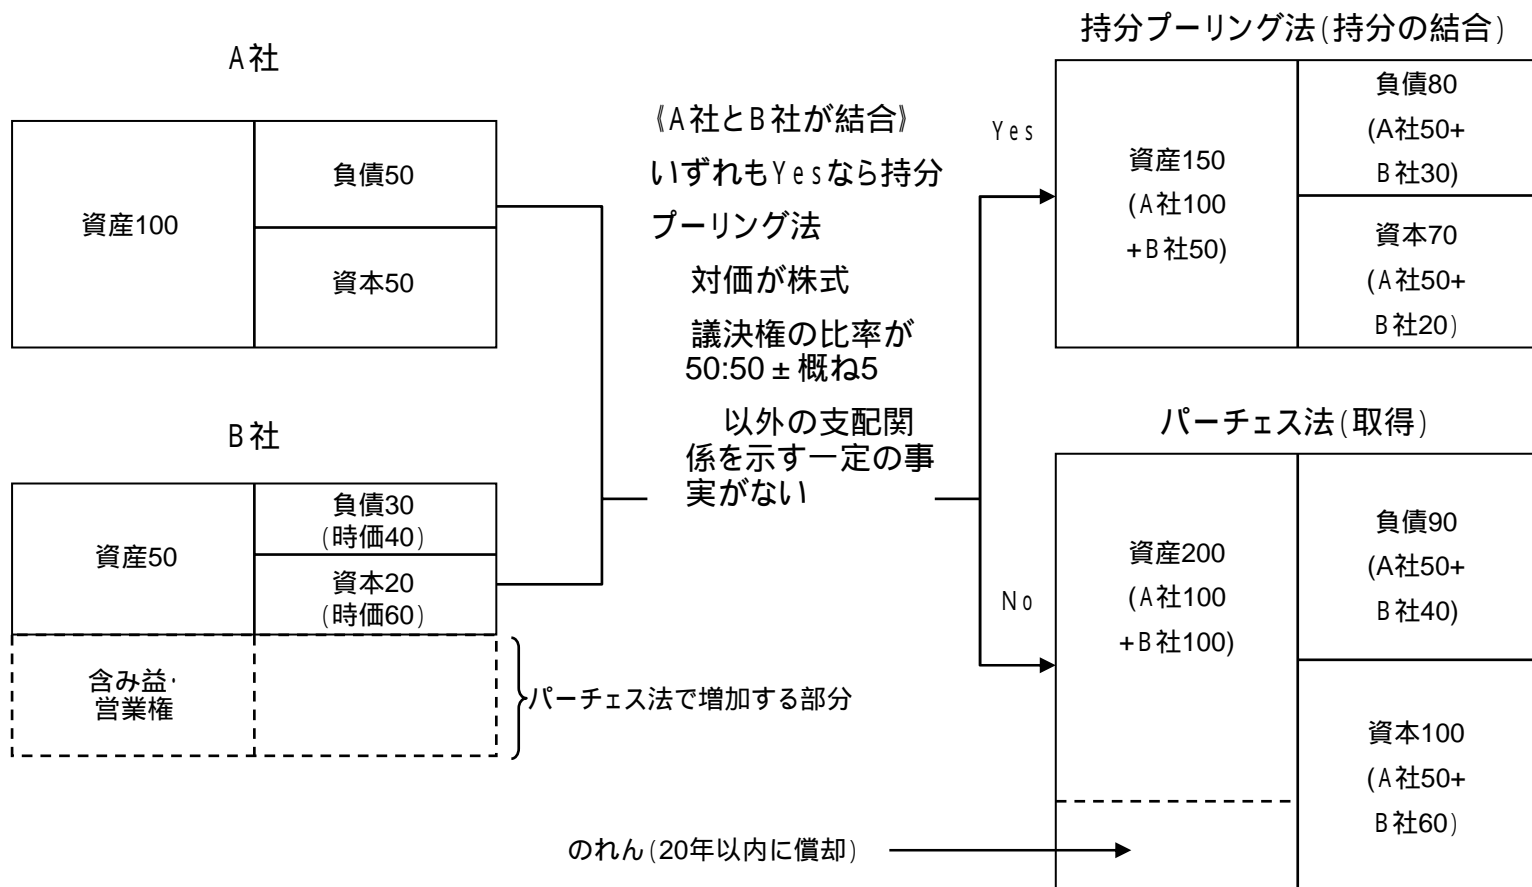 A社
資産100
負債50
資本50
B社
資産50
負債30
(時価40)
資本20
(時価60)
含み益・
営業権
パーチェス法で増加する部分
《A社とB社が結合》
いずれもYesなら持分
プーリング法
対価が株式
議決権の比率が
50:50±概ね5
以外の支配関
係を示す一定の事
実がない
Yes
No
持分プーリング法(持分の結合)
資産150
(A社100
+B社50)
負債80
(A社50+
B社30)
資本70
(A社50+
B社20)
パーチェス法(取得)
資産200
(A社100
+B社100)
負債90
(A社50+
B社40)
資本100
(A社50+
B社60)
のれん(20年以内に償却)